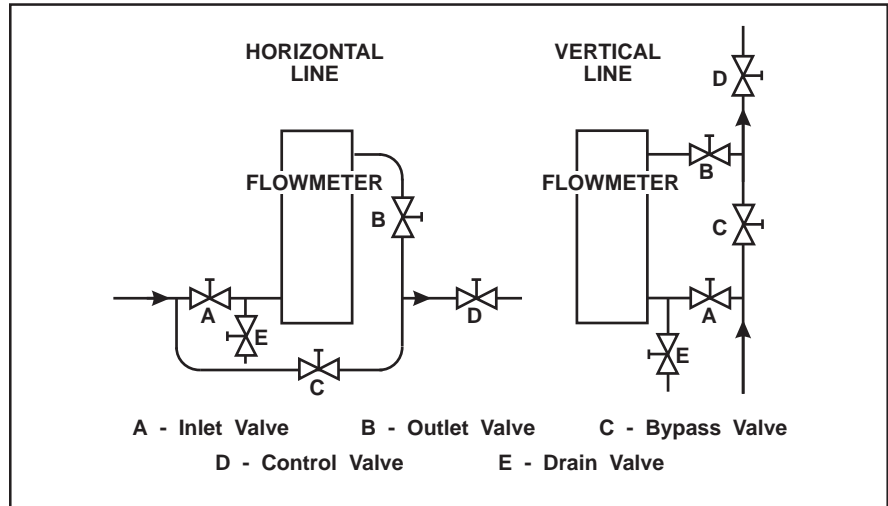 HORIZONTAL
LINE
FLOWMETER
B
A
E
C
D
VERTICAL
LINE
D
FLOWMETER
B
C
A
E
A - Inlet Valve B - Outlet Valve C - Bypass Valve
D - Control Valve E - Drain Valve